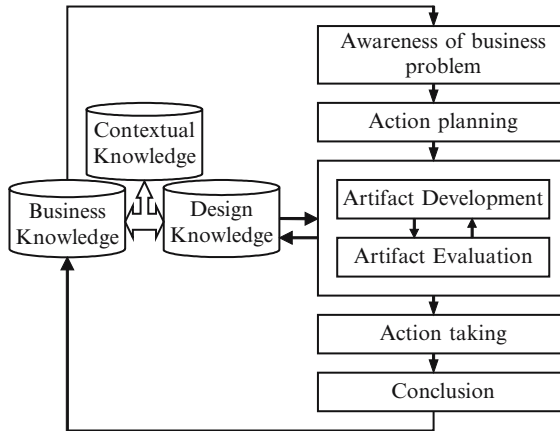 Awareness of business
problem
Action planning
Contextual
Knowledge
Business
Knowledge
Design
Knowledge
Artifact Development
Artifact Evaluation
Action taking
Conclusion